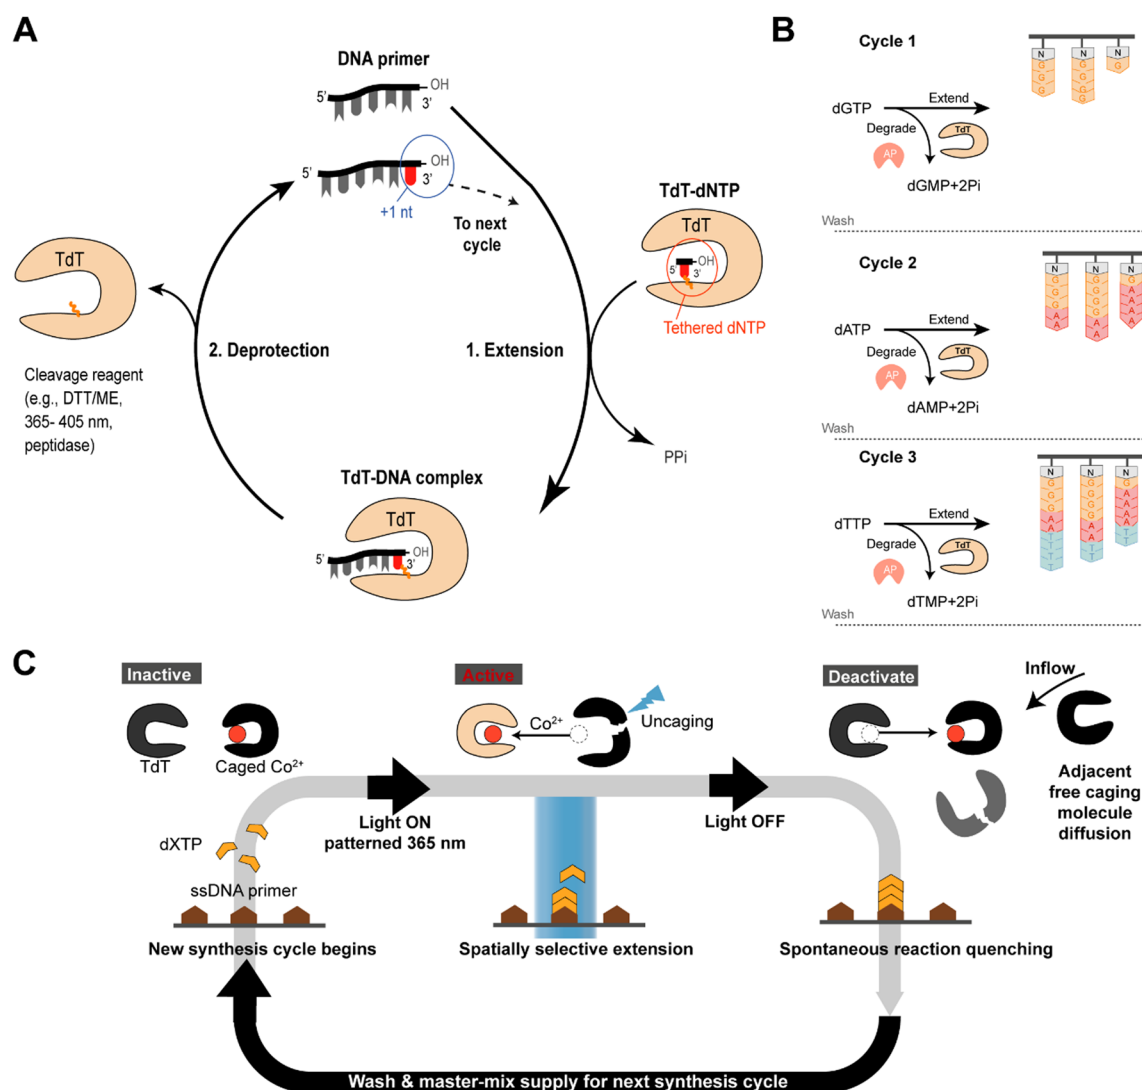 A
DNA primer
5’
OH
3’
5’
OH
3’
+1 nt
To next
cycle
TdT-dNTP
TdT
OH
5’
3’
Tethered dNTP
TdT
2. Deprotection
1. Extension
Cleavage reagent
(e.g., DTT/ME,
365- 405 nm,
peptidase)
PPi
TdT-DNA complex
TdT
5’
OH
3’
B
Cycle 1
N
N
N
G
G
G
G
G
G
G
G
dGTP
Extend
Degrade
TdT
AP
dGMP+2Pi
Wash
Cycle 2
N
N
N
G
G
G
A
A
G
G
G
G
A
A
G
A
A
A
A
dATP
Extend
Degrade
TdT
AP
dAMP+2Pi
Wash
Cycle 3
N
N
N
G
G
G
A
A
T
T
T
G
G
G
G
A
A
T
T
G
A
A
A
A
T
T
dTTP
Extend
Degrade
TdT
AP
dTMP+2Pi
Wash
C
Inactive
Active
Deactivate
Inflow
TdT
Caged Co²⁺
Co²⁺
Uncaging
Adjacent
free caging
molecule
diffusion
Light ON
patterned 365 nm
Light OFF
dXTP
ssDNA primer
New synthesis cycle begins
Spatially selective extension
Spontaneous reaction quenching
Wash & master-mix supply for next synthesis cycle